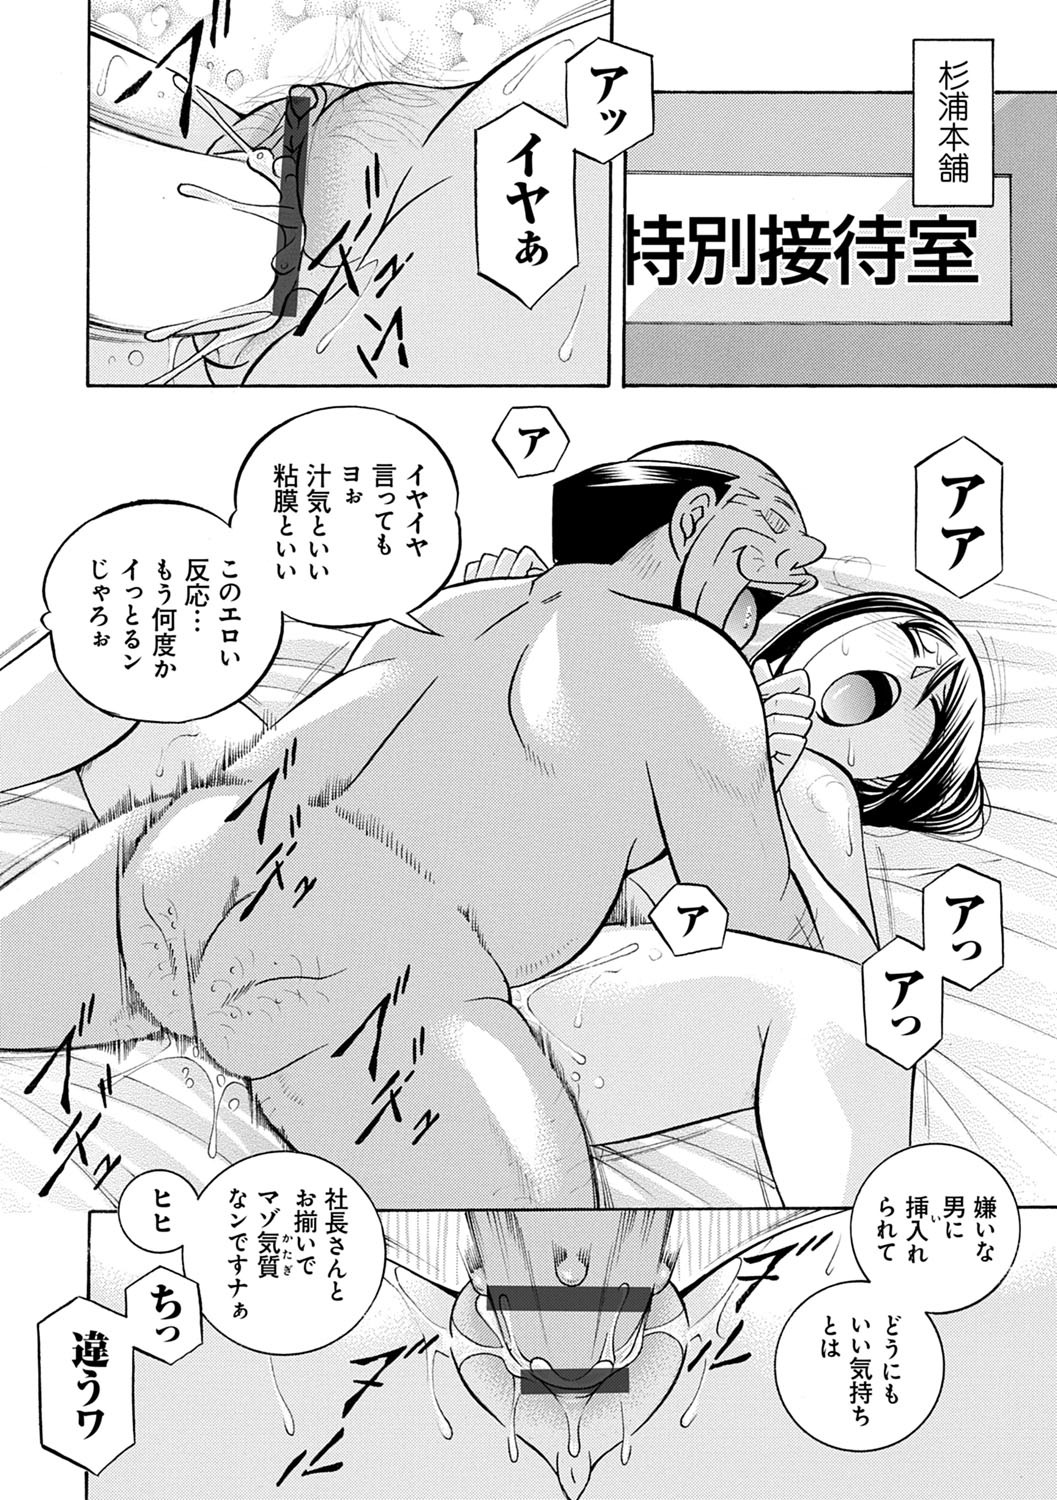 杉浦本舗
特別接待室
アッ
イヤぁ
ア
アア
イヤイヤ
言っても
ヨぉ
汁気といい
粘膜といい
このエロい
反応…
もう何度か
イっとるン
じゃろぉ
ア
アっ
アっ
嫌いな
男に
挿入れ
られて
どうにも
いい気持ち
とは
社長さんと
お揃いで
マゾ気質
なンですナぁ
ヒヒ
ちっ
違うワ